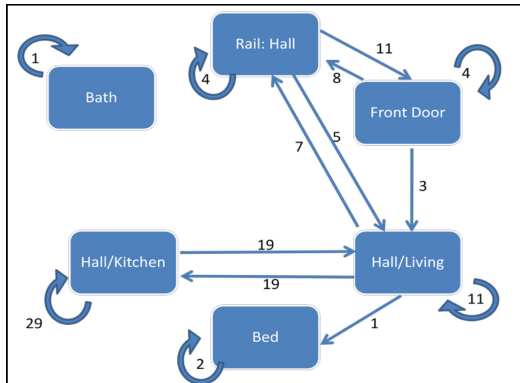 1
Bath
Rail: Hall
4
11
8
4
Front Door
7
5
3
Hall/Kitchen
19
19
Hall/Living
29
11
1
2
Bed